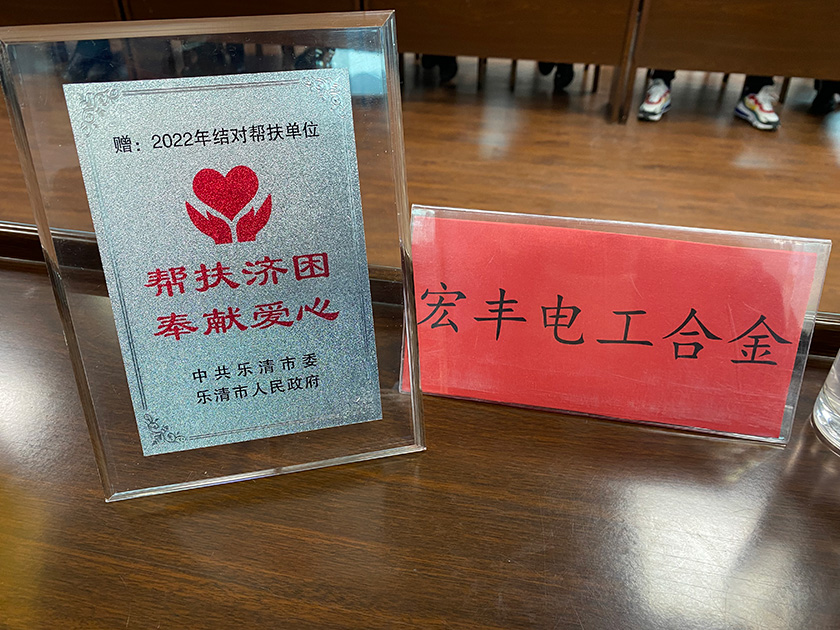 赠：2022年结对帮扶单位
帮扶济困
奉献爱心
中共乐清市委
乐清市人民政府
宏丰电工合金